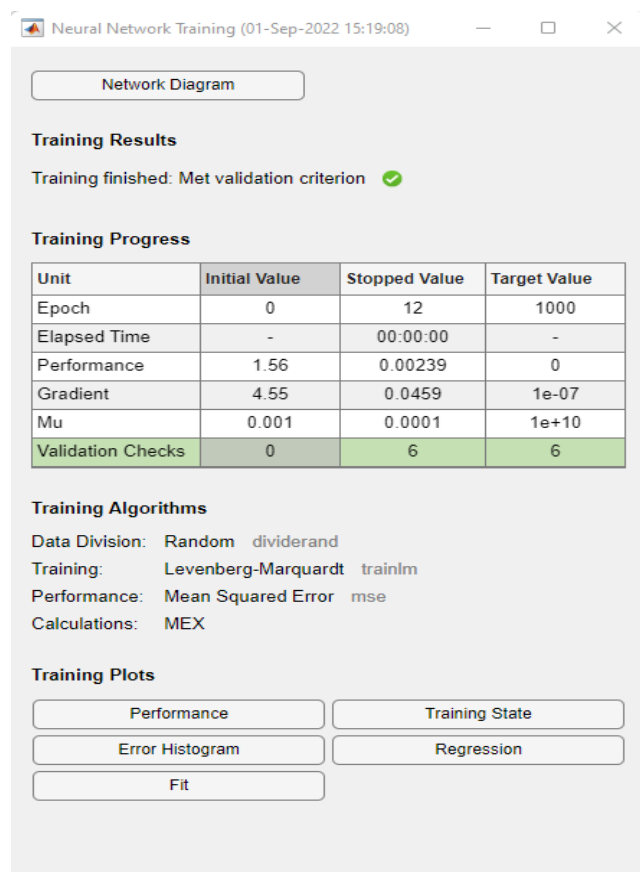 Neural Network Training (01-Sep-2022 15:19:08)
Network Diagram
Training Results
Training finished: Met validation criterion
Training Progress
Unit Initial Value Stopped Value Target Value
Epoch 0 12 1000
Elapsed Time - 00:00:00 -
Performance 1.56 0.00239 0
Gradient 4.55 0.0459 1e-07
Mu 0.001 0.0001 1e+10
Validation Checks 0 6 6
Training Algorithms
Data Division: Random dividerand
Training: Levenberg-Marquardt trainlm
Performance: Mean Squared Error mse
Calculations: MEX
Training Plots
Performance Training State
Error Histogram Regression
Fit